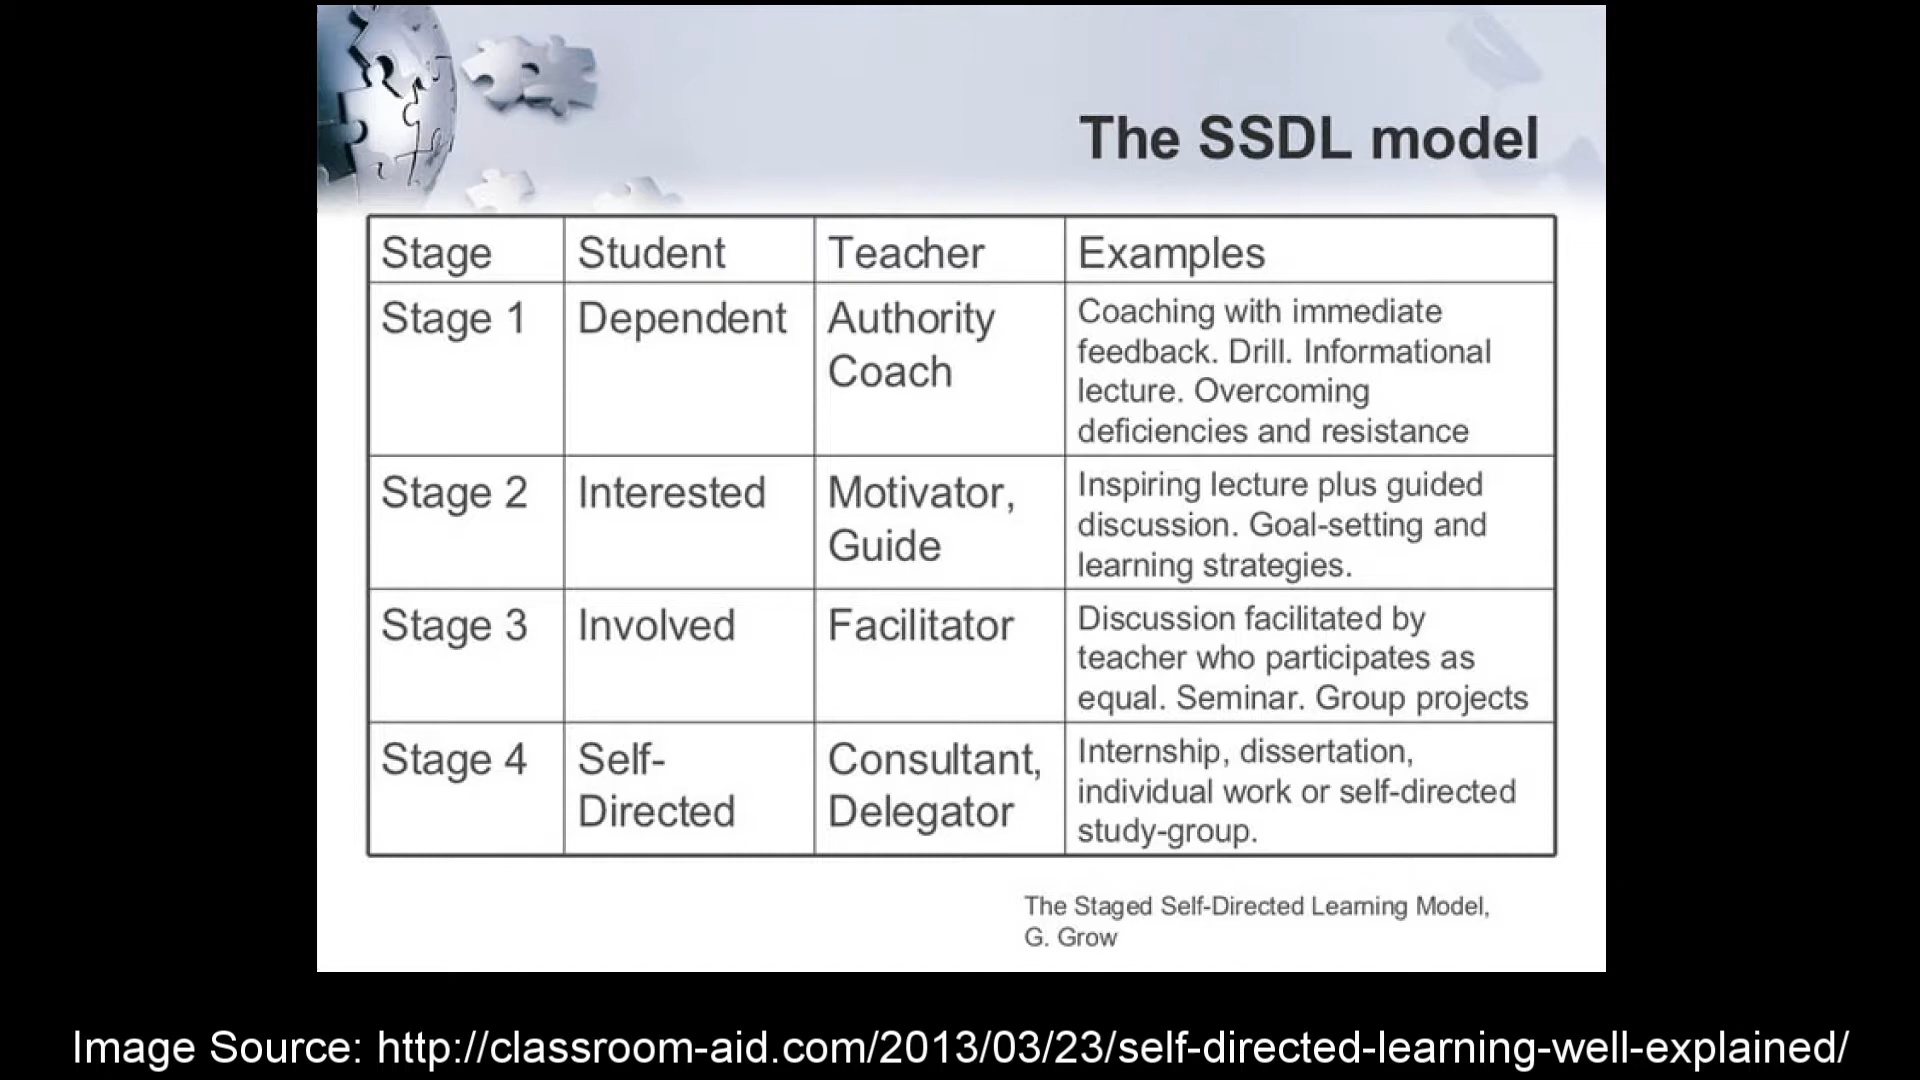 The SSDL model
Stage Student Teacher Examples
Stage 1 Dependent Authority
Coach
Coaching with immediate
feedback. Drill. Informational
lecture. Overcoming
deficiencies and resistance
Stage 2 Interested Motivator,
Guide
Inspiring lecture plus guided
discussion. Goal-setting and
learning strategies.
Stage 3 Involved Facilitator
Discussion facilitated by
teacher who participates as
equal. Seminar. Group projects
Stage 4 Self-
Directed
Consultant,
Delegator
Internship, dissertation,
individual work or self-directed
study-group.
The Staged Self-Directed Learning Model,
G. Grow
Image Source: http://classroom-aid.com/2013/03/23/self-directed-learning-well-explained/